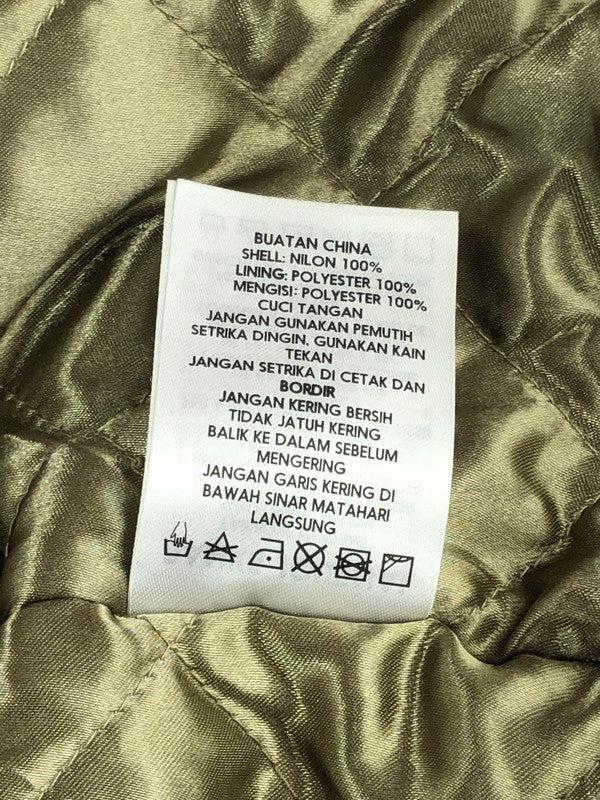 BUATAN CHINA
SHELL: NILON 100%
LINING: POLYESTER 100%
MENGISI: POLYESTER 100%
CUCI TANGAN
JANGAN GUNAKAN PEMUTIH
SETRIKA DINGIN, GUNAKAN KAIN
TEKAN
JANGAN SETRIKA DI CETAK DAN
BORDIR
JANGAN KERING BERSIH
TIDAK JATUH KERING
BALIK KE DALAM SEBELUM
MENGERING
JANGAN GARIS KERING DI
BAWAH SINAR MATAHARI
LANGSUNG